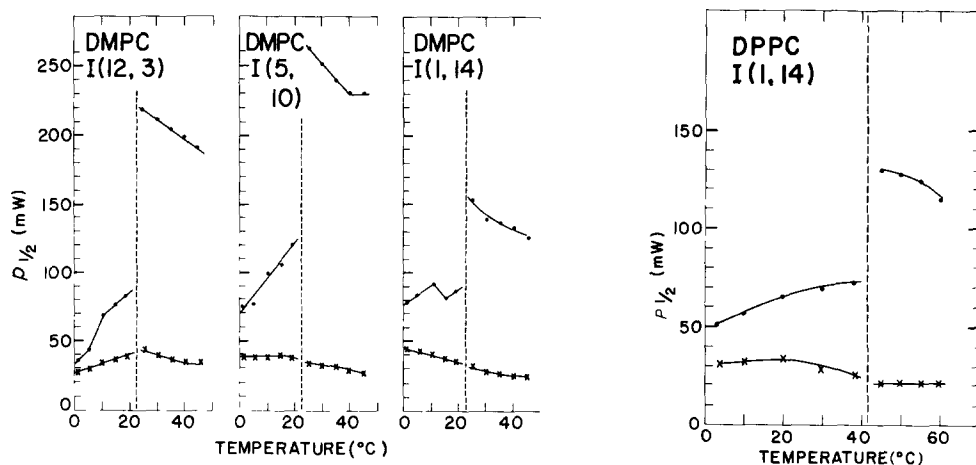 DMPC
I(12, 3)
DMPC
I(5,
10)
DMPC
I(1, 14)
250
200
150
100
50
0
P 1/2 (mW)
0 20 40
0 20 40
0 20 40
TEMPERATURE(°C)
DPPC
I(1, 14)
150
100
50
0
P 1/2 (mW)
0 20 40 60
TEMPERATURE(°C)